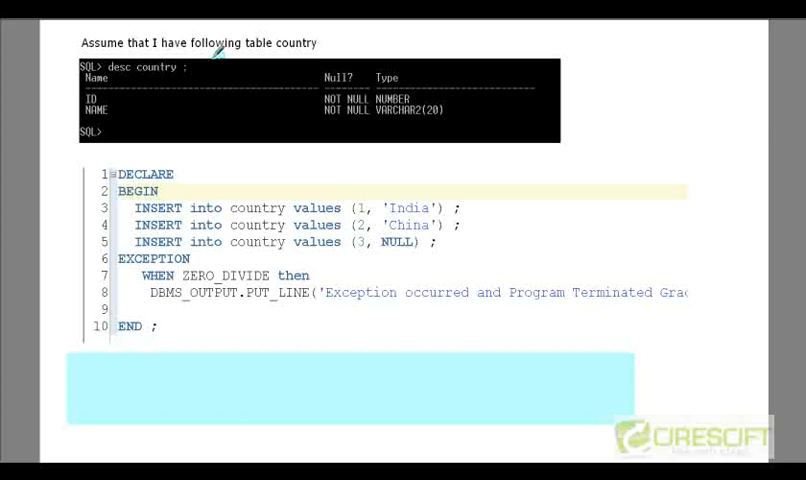 Assume that I have following table country
SQL> desc country ;
Name Null? Type
ID NOT NULL NUMBER
NAME NOT NULL VARCHAR2(20)
SQL>
1 DECLARE
2 BEGIN
3 INSERT into country values (1, 'India') ;
4 INSERT into country values (2, 'China') ;
5 INSERT into country values (3, NULL) ;
6 EXCEPTION
7 WHEN ZERO_DIVIDE then
8 DBMS_OUTPUT.PUT_LINE('Exception occurred and Program Terminated Grac
9
10 END ;